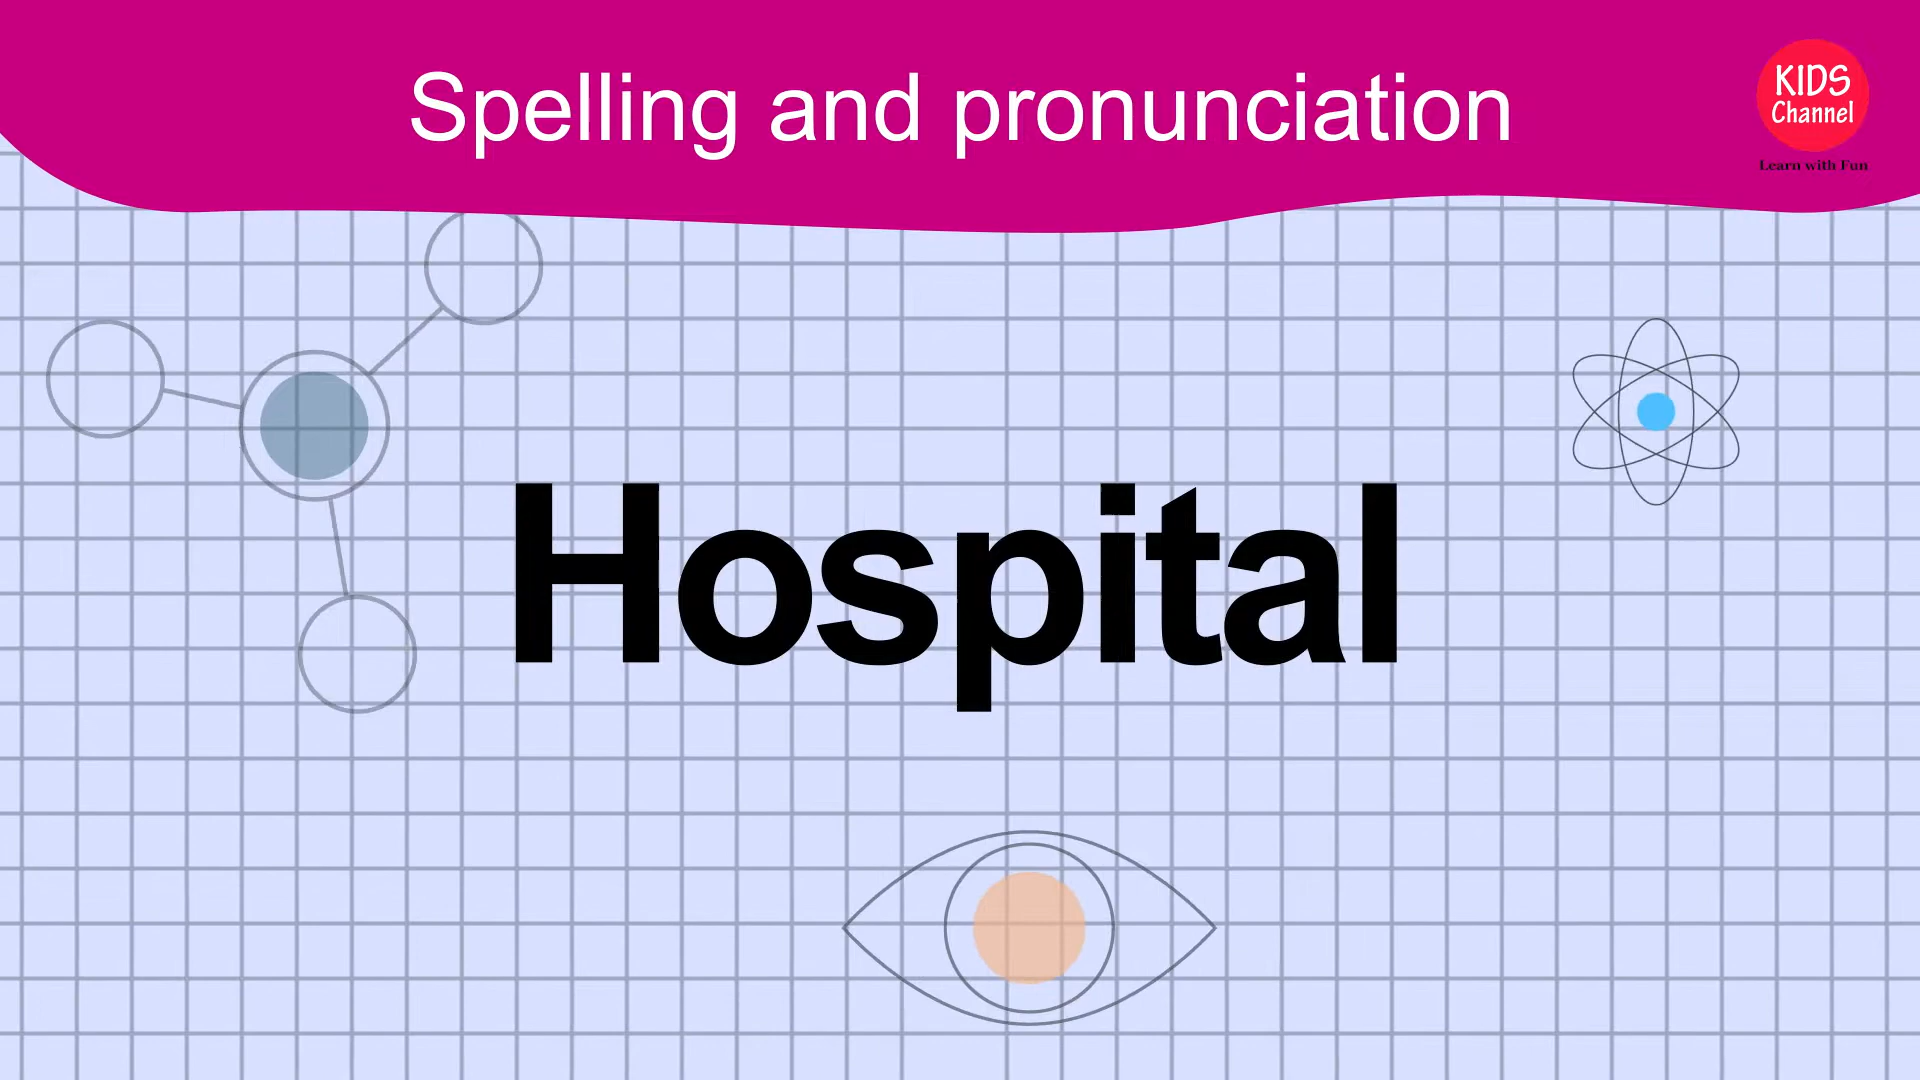 Spelling and pronunciation
KIDS
Channel
Learn with Fun
Hospital